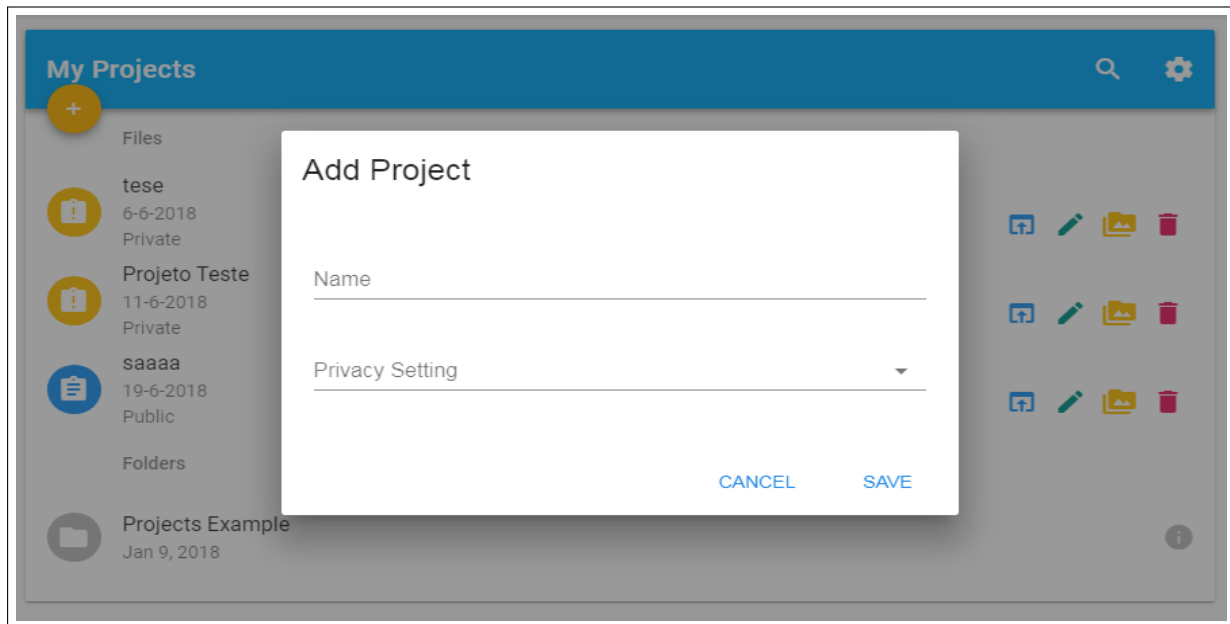 My Projects
+
Files
tese
6-6-2018
Private
Projeto Teste
11-6-2018
Private
saaaa
19-6-2018
Public
Folders
Projects Example
Jan 9, 2018
Add Project
Name
Privacy Setting
CANCEL SAVE